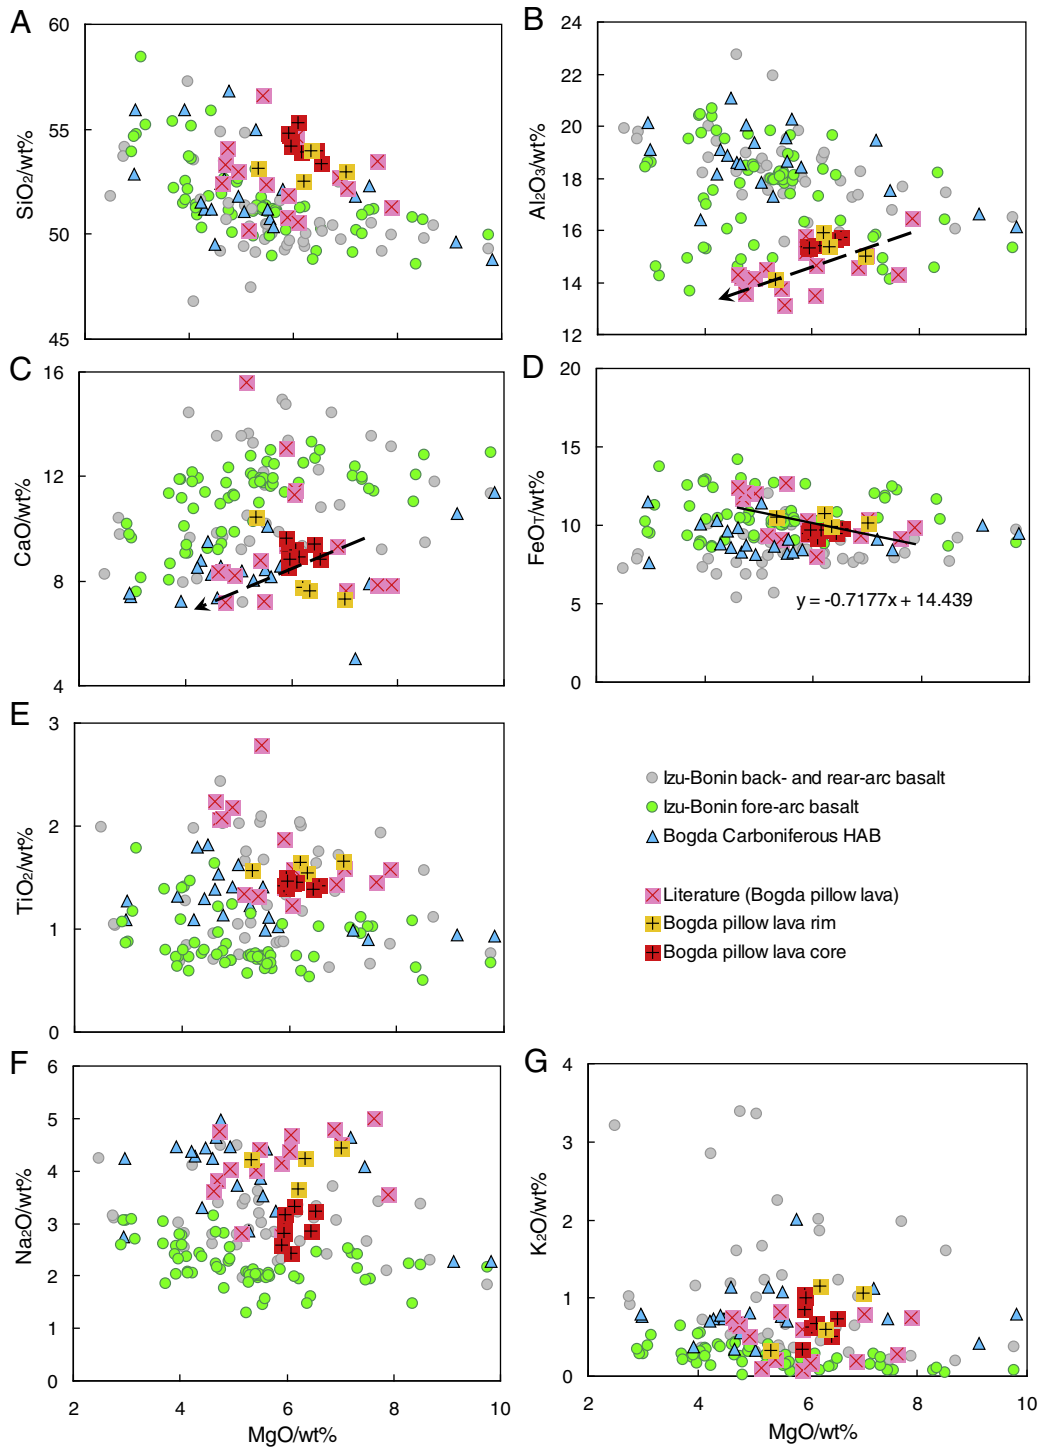 A
60
55
50
45
SiO₂/wt%
B
24
22
20
18
16
14
12
Al₂O₃/wt%
C
16
12
8
4
CaO/wt%
D
20
15
10
5
0
FeOT/wt%
y = -0.7177x + 14.439
E
3
2
1
0
TiO₂/wt%
Izu-Bonin back- and rear-arc basalt
Izu-Bonin fore-arc basalt
Bogda Carboniferous HAB
Literature (Bogda pillow lava)
Bogda pillow lava rim
Bogda pillow lava core
F
6
5
4
3
2
1
0
Na₂O/wt%
2 4 6 8 10
MgO/wt%
G
4
3
2
1
0
K₂O/wt%
2 4 6 8 10
MgO/wt%